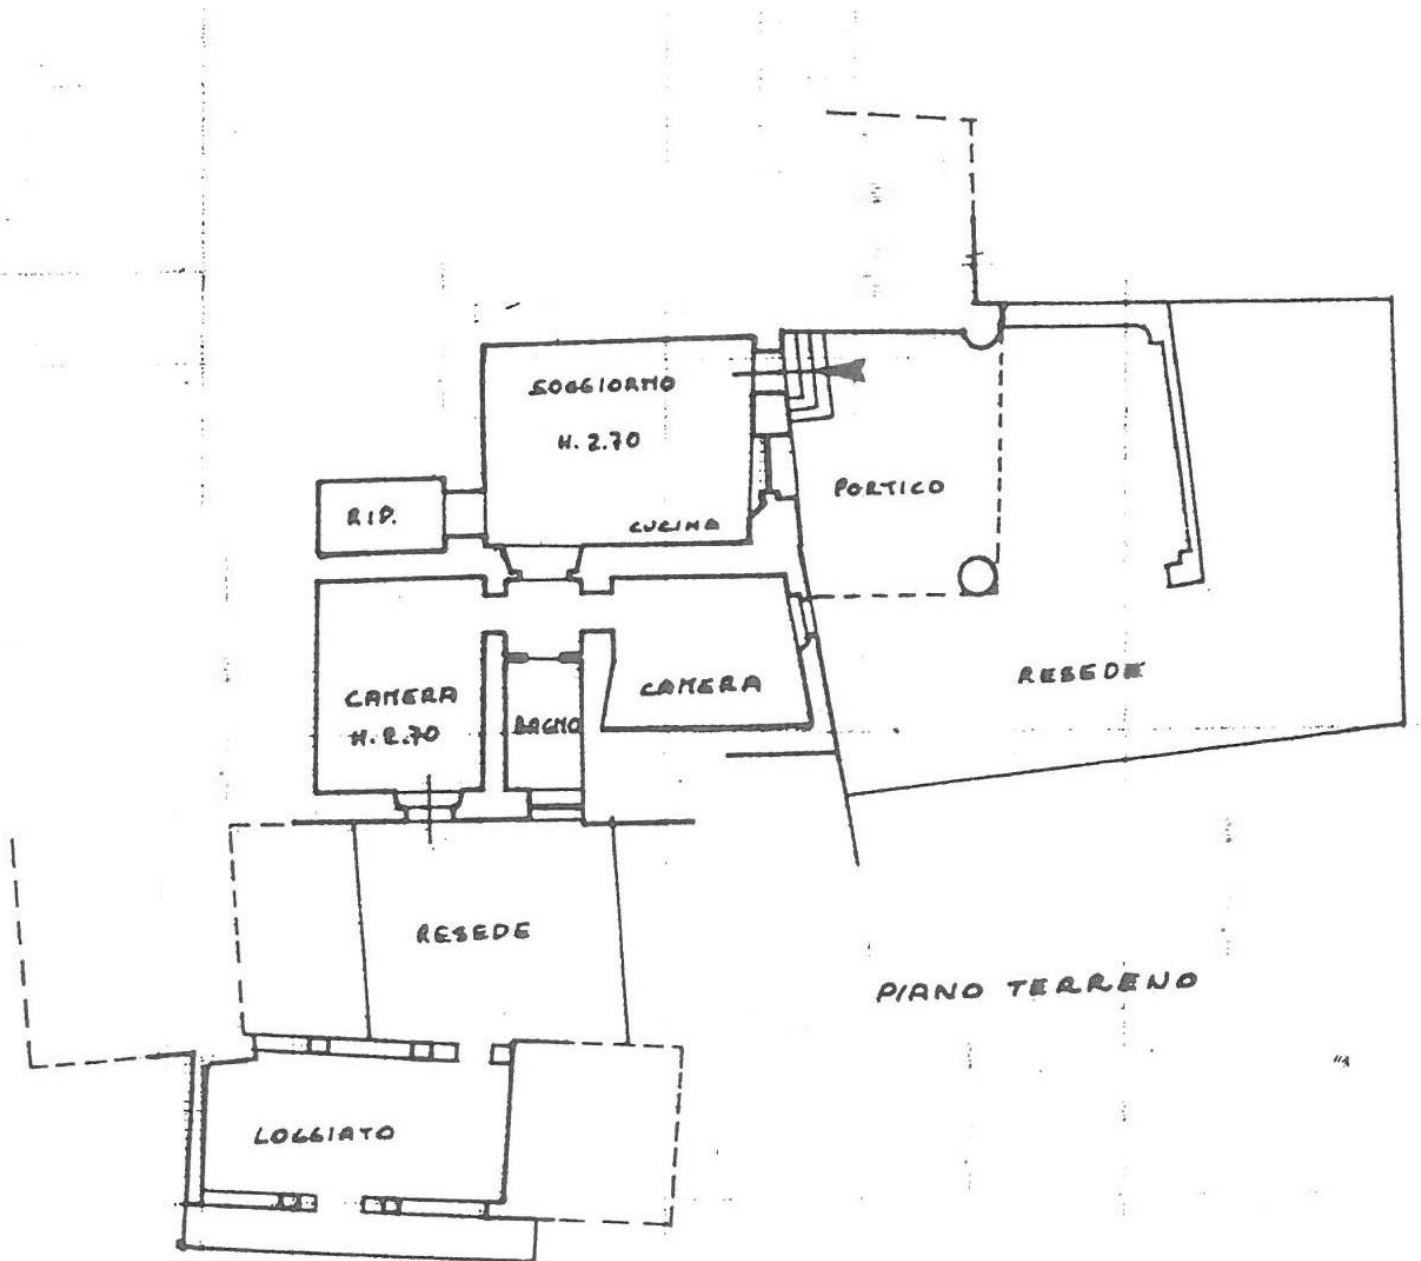 SOGGIORNO
H. 2.70
PORTICO
RIP.
CUCINA
RESEDE
CAMERA
H. 2.70
BAGNO
CAMERA
RESEDE
PIANO TERRENO
LOGGIATO